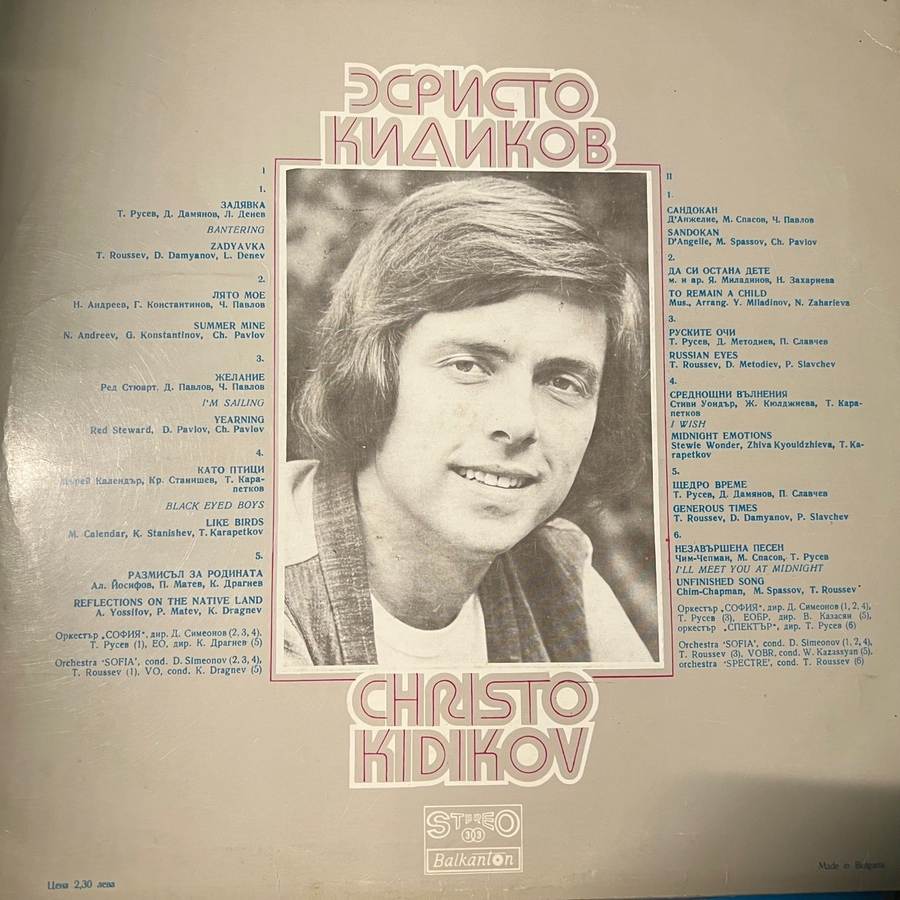 ХРИСТО
КИДИКОВ
I
1.
ЗАДЯВКА
Т. Русев, Д. Дамянов, Л. Денев
BANTERING
ZADYAVKA
T. Roussev, D. Damyanov, L. Denev
2.
ЛЯТО МОЕ
Н. Андреев, Г. Константинов, Ч. Павлов
SUMMER MINE
N. Andreev, G. Konstantinov, Ch. Pavlov
3.
ЖЕЛАНИЕ
Ред Стюарт. Д. Павлов, Ч. Павлов
I'M SAILING
YEARNING
Red Steward, D. Pavlov, Ch. Pavlov
4.
КАТО ПТИЦИ
Календър, Кр. Станишев, Т. Кара-
петков
BLACK EYED BOYS
LIKE BIRDS
M. Calendar, K. Stanishev, T. Karapetkov
5.
РАЗМИСЪЛ ЗА РОДИНАТА
Ал. Йосифов, П. Матев, К. Драгнев
REFLECTIONS ON THE NATIVE LAND
A. Yossifov, P. Matev, K. Dragnev
Оркестър „СОФИЯ", дир. Д. Симеонов (2, 3, 4),
Т. Русев (1), ЕО, дир. К. Драгнев (5)
Orchestra 'SOFIA', cond. D. Simeonov (2, 3, 4),
T. Roussev (1), VO, cond. K. Dragnev (5)
II
1.
САНДОКАН
Д'Анжелие, М. Спасов, Ч. Павлов
SANDOKAN
D'Angelle, M. Spassov, Ch. Pavlov
2.
ДА СИ ОСТАНА ДЕТЕ
м. и ар. Я. Миладинов, Н. Захариева
TO REMAIN A CHILD
Mus., Arrang. Y. Miladinov, N. Zharieva
3.
РУСКИТЕ ОЧИ
Т. Русев, Д. Методиев, П. Славчев
RUSSIAN EYES
T. Roussev, D. Metodiev, P. Slavchev
4.
СРЕДНОЩНИ ВЪЛНЕНИЯ
Стиви Уондър, Ж. Кюлджиева, Т. Кара-
петков
I WISH
MIDNIGHT EMOTIONS
Stewie Wonder, Zhiva Kyouldzhieva, T. Ka-
rapetkov
5.
ЩЕДРО ВРЕМЕ
Т. Русев, Д. Дамянов, П. Славчев
GENEROUS TIMES
T. Roussev, D. Damyanov, P. Slavchev
6.
НЕЗАВЪРШЕНА ПЕСЕН
Чим-Чепман, М. Спасов, Т. Русев
I'LL MEET YOU AT MIDNIGHT
UNFINISHED SONG
Chim-Chapman, M. Spassov, T. Roussev
Оркестър „СОФИЯ", дир. Д. Симеонов (1, 2, 4),
Т. Русев (3), ЕОБР, дир. В. Казасян (5),
оркестър „СПЕКТЪР", дир. Т. Русев (6)
Orchestra 'SOFIA', cond. D. Simeonov (1, 2, 4),
T. Roussev (3), VOBR, cond. W. Kazassyan (5),
orchestra 'SPECTRE', cond. T. Roussev (6)
CHRISTO
KIDIKOV
STEREO
33
Balkanton
Made in Bulgaria
Цена 2,30 лева